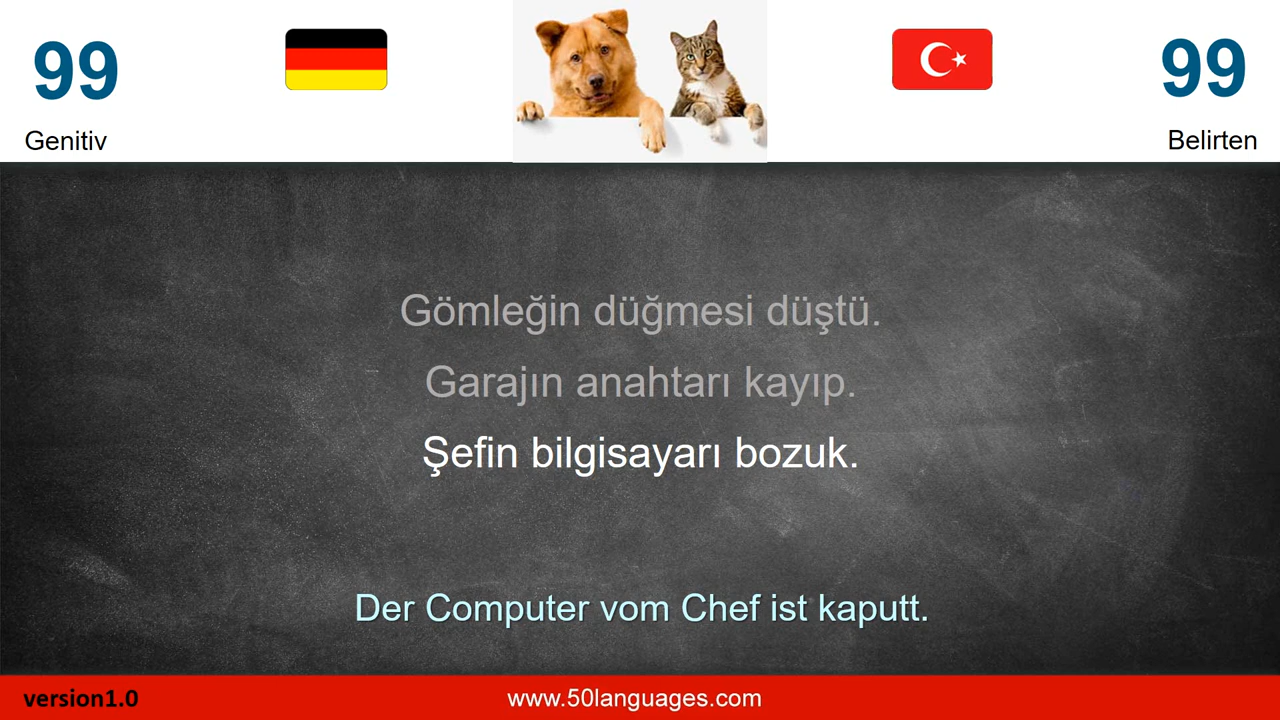 99
99
Genitiv
Belirten
Gömleğin düğmesi düştü.
Garajın anahtarı kayıp.
Şefin bilgisayarı bozuk.
Der Computer vom Chef ist kaputt.
version1.0
www.50languages.com